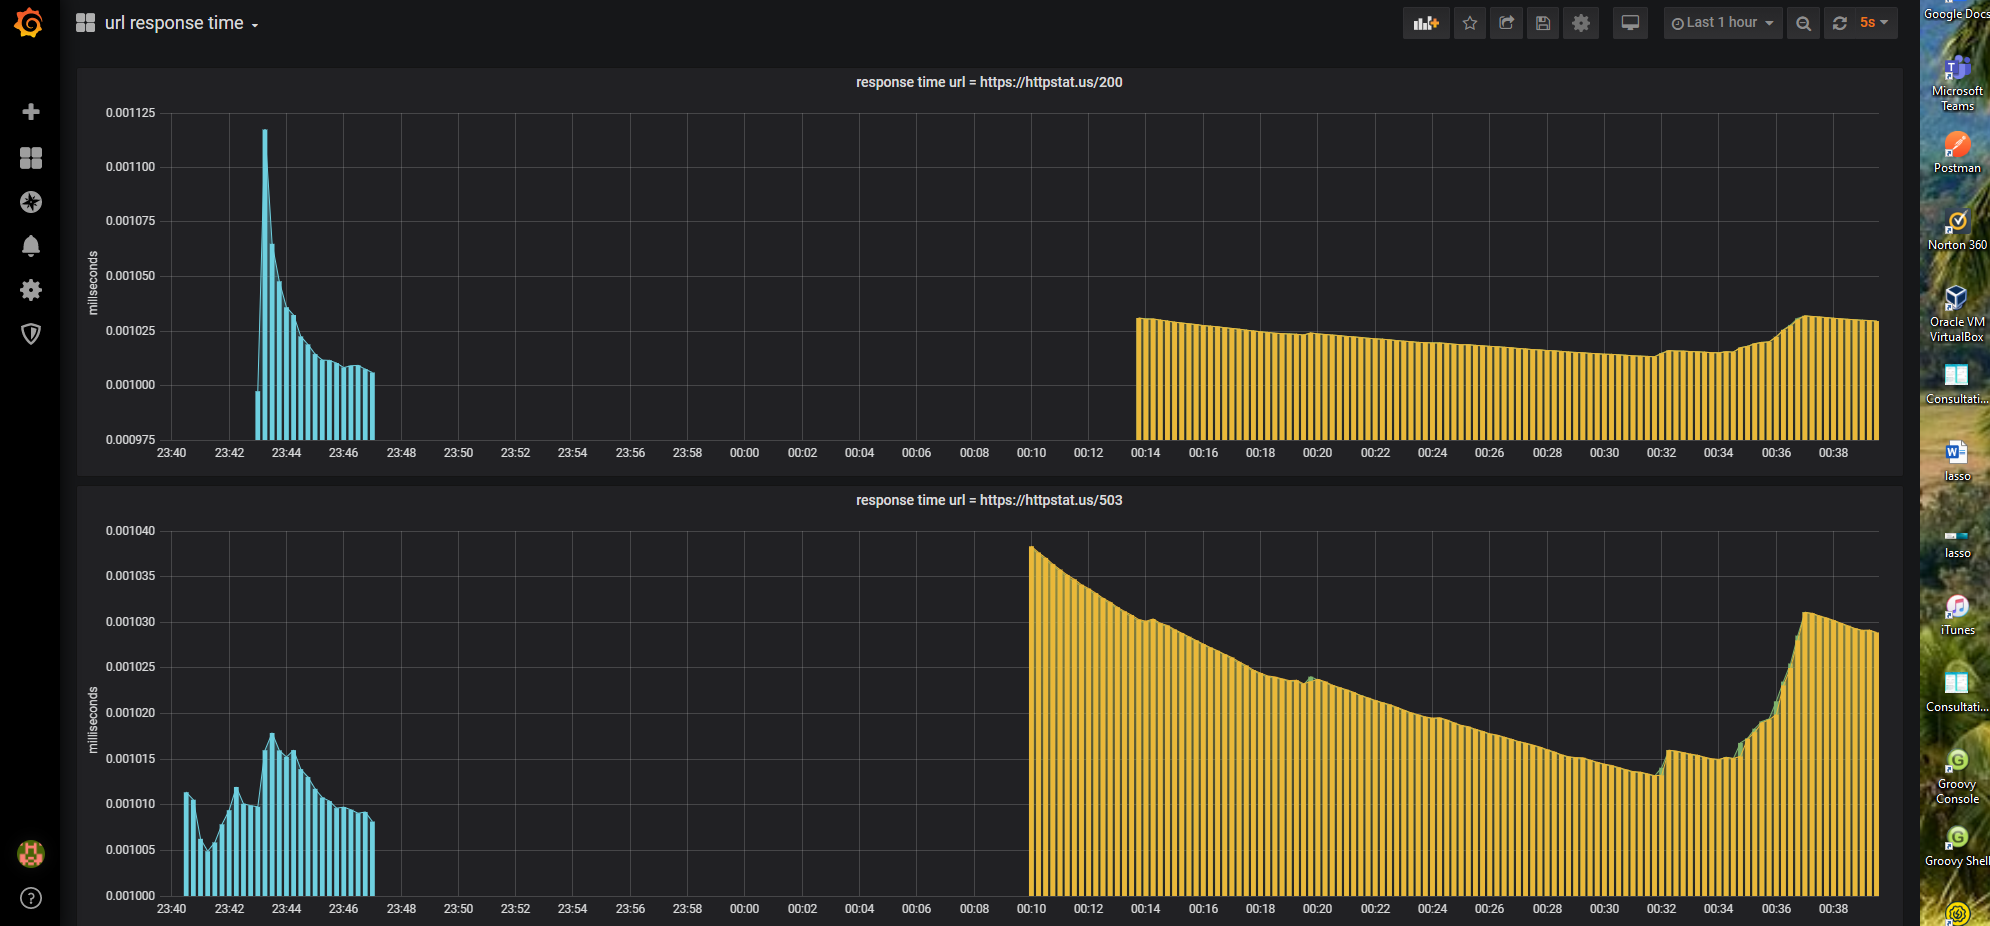 url response time
Last 1 hour
5s
response time url = https://httpstat.us/200
0.001125
0.001100
0.001075
0.001050
0.001025
0.001000
0.000975
millseconds
23:40 23:42 23:44 23:46 23:48 23:50 23:52 23:54 23:56 23:58 00:00 00:02 00:04 00:06 00:08 00:10 00:12 00:14 00:16 00:18 00:20 00:22 00:24 00:26 00:28 00:30 00:32 00:34 00:36 00:38
response time url = https://httpstat.us/503
0.001040
0.001035
0.001030
0.001025
0.001020
0.001015
0.001010
0.001005
0.001000
milliseconds
23:40 23:42 23:44 23:46 23:48 23:50 23:52 23:54 23:56 23:58 00:00 00:02 00:04 00:06 00:08 00:10 00:12 00:14 00:16 00:18 00:20 00:22 00:24 00:26 00:28 00:30 00:32 00:34 00:36 00:38
Google Docs
Microsoft
Teams
Postman
Norton 360
Oracle VM
VirtualBox
Consultati...
lasso
lasso
iTunes
Consultati...
Groovy
Console
Groovy Shell